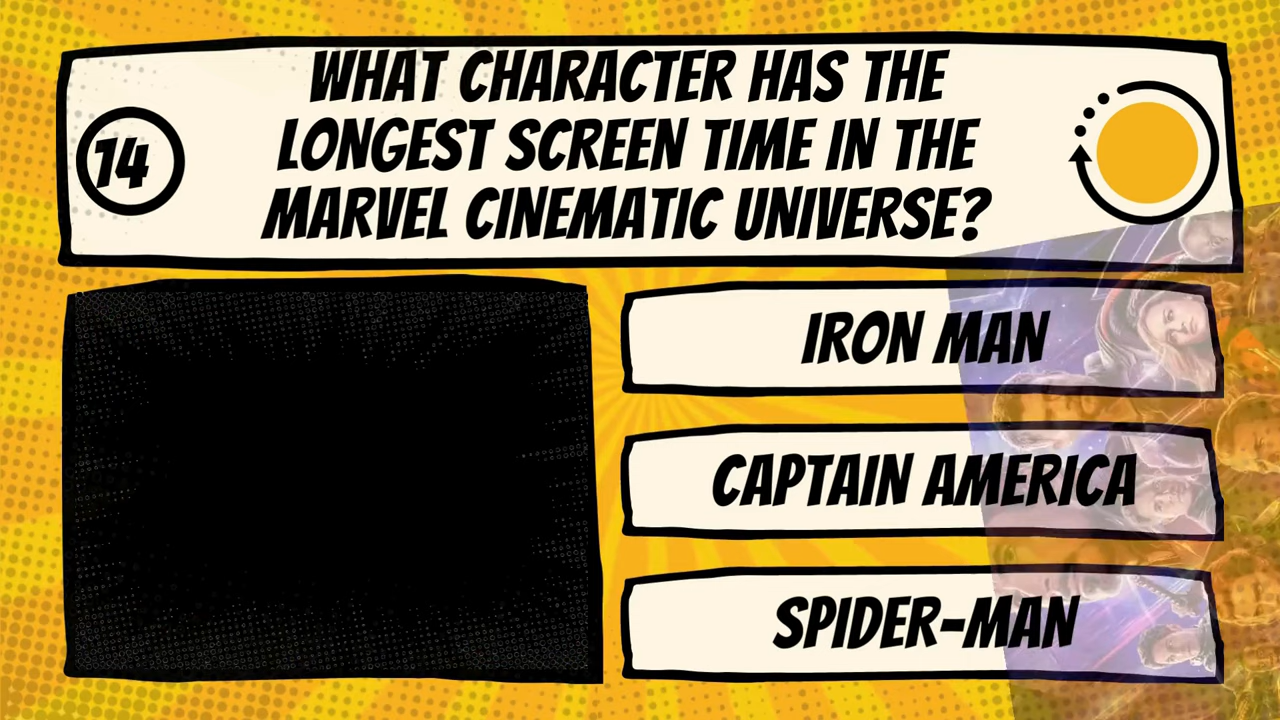 14
WHAT CHARACTER HAS THE
LONGEST SCREEN TIME IN THE
MARVEL CINEMATIC UNIVERSE?
IRON MAN
CAPTAIN AMERICA
SPIDER-MAN